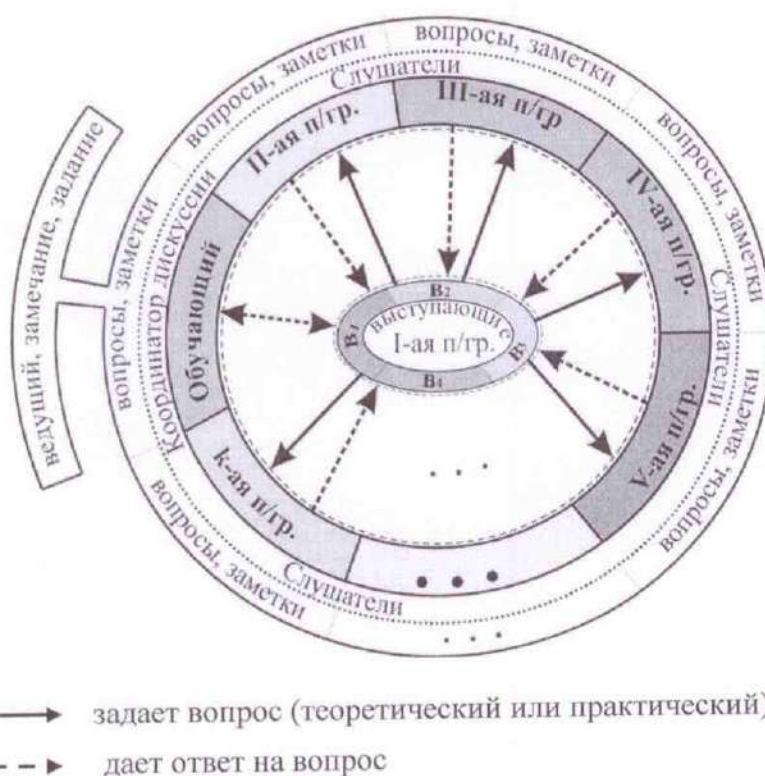 вопросы, заметки
вопросы, заметки
вопросы, заметки
вопросы, заметки
вопросы, заметки
вопросы, заметки
вопросы, заметки
. . .
Слушатели
Слушатели
Слушатели
Координатор дискуссии
ведущий, замечание, задание
II-ая п/гр.
III-ая п/гр
IV-ая п/гр.
V-ая п/гр.
• • •
k-ая п/гр.
Обучающий
B₂
B₁
выступающие
B₃
I-ая п/гр.
B₄
. . .
задает вопрос (теоретический или практический)
дает ответ на вопрос